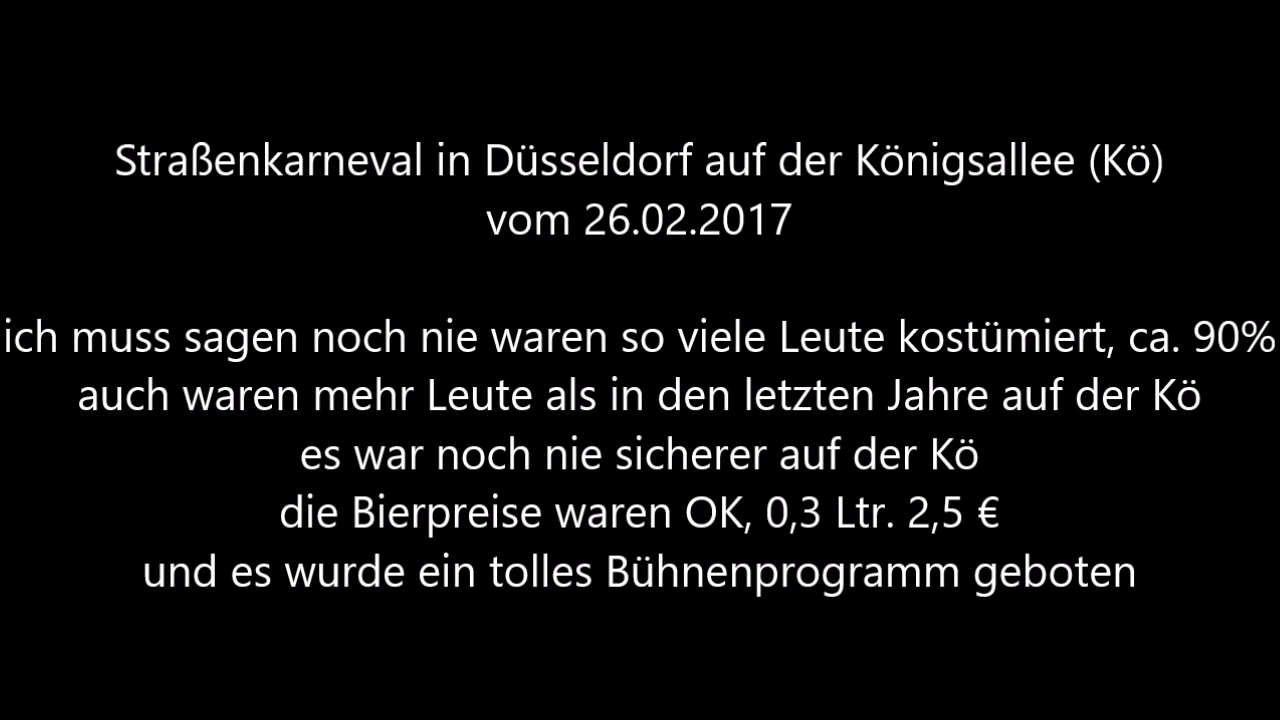 Straßenkarneval in Düsseldorf auf der Königsallee (Kö)
vom 26.02.2017
ich muss sagen noch nie waren so viele Leute kostümiert, ca. 90%
auch waren mehr Leute als in den letzten Jahre auf der Kö
es war noch nie sicherer auf der Kö
die Bierpreise waren OK, 0,3 Ltr. 2,5 €
und es wurde ein tolles Bühnenprogramm geboten